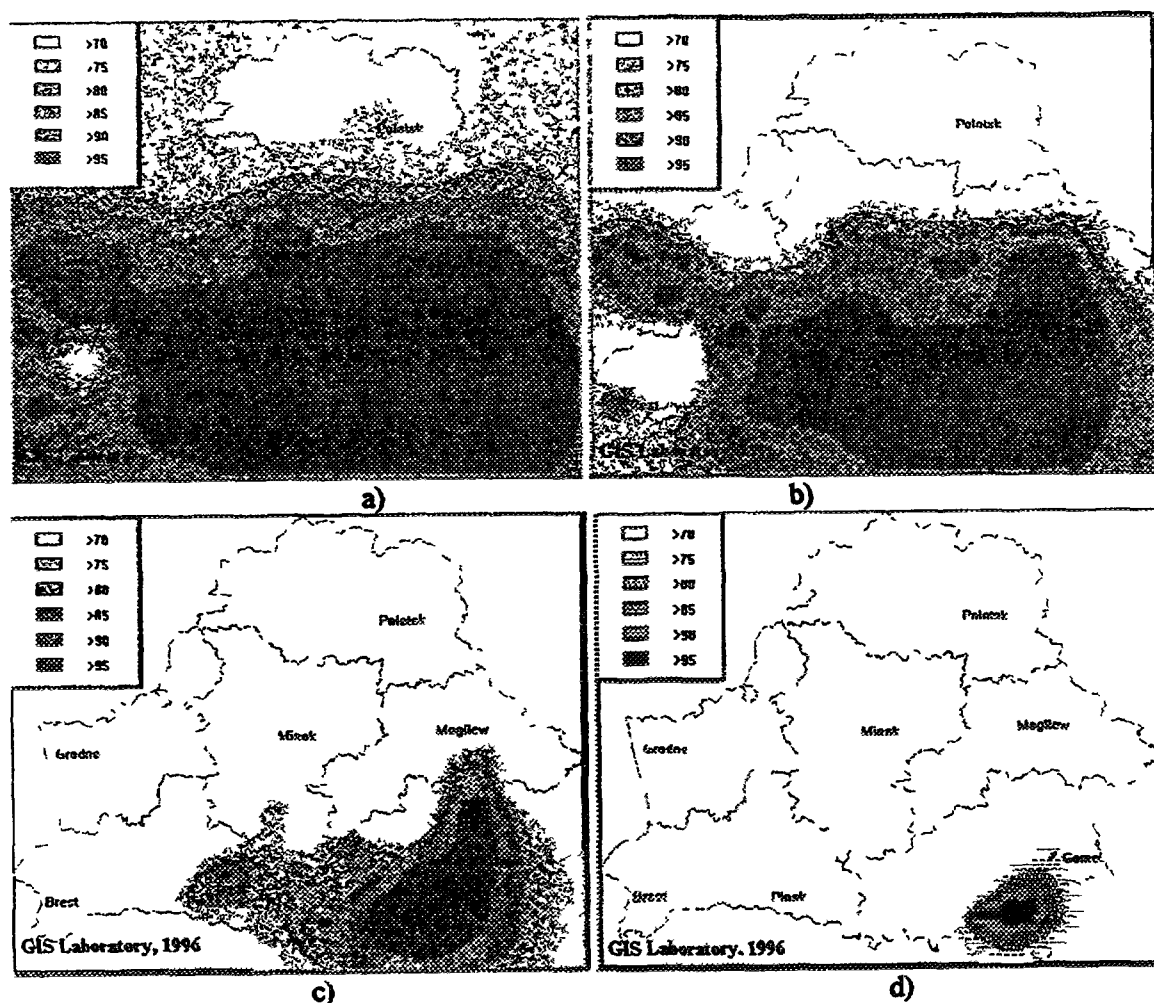 >70
>75
>80
>85
>90
>95
Polotsk
a)
>70
>75
>80
>85
>90
>95
Polotsk
b)
>70
>75
>80
>85
>90
>95
Polotsk
Grodno
Minsk
Mogilew
Brest
GIS Laboratory, 1996
c)
>70
>75
>80
>85
>90
>95
Polotsk
Grodno
Minsk
Mogilew
Gomel
Brest
Pinsk
GIS Laboratory. 1996
d)